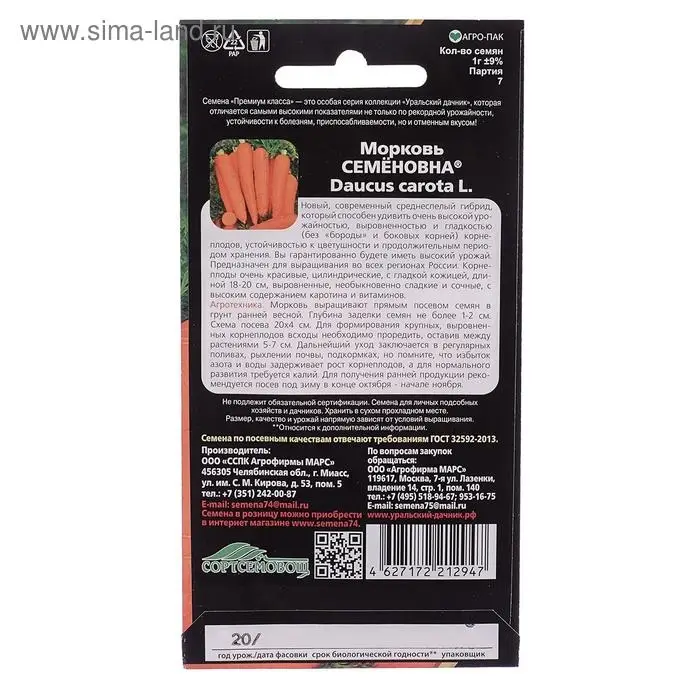 www.sima-land.ru
22
PAP
АГРО-ПАК
Кол-во семян
1г ±9%
Партия
7
Семена «Премиум класса» — это особая серия коллекции «Уральский дачник», которая
отличается самыми высокими показателями не только по рекордной урожайности,
устойчивости к болезням, приспосабливаемости, но и отменным вкусом!
Морковь
СЕМЁНОВНА®
Daucus carota L.
Новый, современный среднеспелый гибрид,
который способен удивить очень высокой уро-
жайностью, выровненностью и гладкостью
(без «бороды» и боковых корней) корне-
плодов, устойчивостью к цветушности и продолжительным перио-
дом хранения. Вы гарантированно будете иметь высокий урожай.
Предназначен для выращивания во всех регионах России. Корне-
плоды очень красивые, цилиндрические, с гладкой кожицей, дли-
ной 18-20 см, выровненные, необыкновенно сладкие и сочные, с
высоким содержанием каротина и витаминов.
Агротехника. Морковь выращивают прямым посевом семян в
грунт ранней весной. Глубина заделки семян не более 1-2 см.
Схема посева 20х4 см. Для формирования крупных, выровнен-
ных корнеплодов всходы необходимо проредить, оставив между
растениями 5-7 см. Дальнейший уход заключается в регулярных
поливах, рыхлении почвы, подкормках, но помните, что избыток
азота и воды задерживает рост корнеплодов, а для нормального
развития требуется калий. Для получения ранней продукции реко-
мендуется посев под зиму в конце октября - начале ноября.
Не подлежит обязательной сертификации. Семена для личных подсобных
хозяйств и дачников. Хранить в сухом прохладном месте.
Размер, качество и урожай напрямую зависят от условий выращивания.
**Относится к дополнительной информации.
Семена по посевным качествам отвечают требованиям ГОСТ 32592-2013.
Производитель:
ООО «ССПК Агрофирмы МАРС»
456305 Челябинская обл., г. Миасс,
ул. им. С. М. Кирова, д. 53, пом. 5
тел.: +7 (351) 242-00-87
E-mail: semena74@mail.ru
Семена в розницу можно приобрести
в интернет магазине www.semena74.
По вопросам закупок
обращаться:
ООО «Агрофирма МАРС»
119617, Москва, 7-я ул. Лазенки,
владение 14, стр. 1, пом. 140
тел.: +7 (495) 518-94-67; 953-16-75
E-mail: semena75@mail.ru
www.уральский-дачник.рф
СОРТСЕМОВОЩ
4 627172 212947
20/
год урож./дата фасовки срок биологической годности** упаковщик